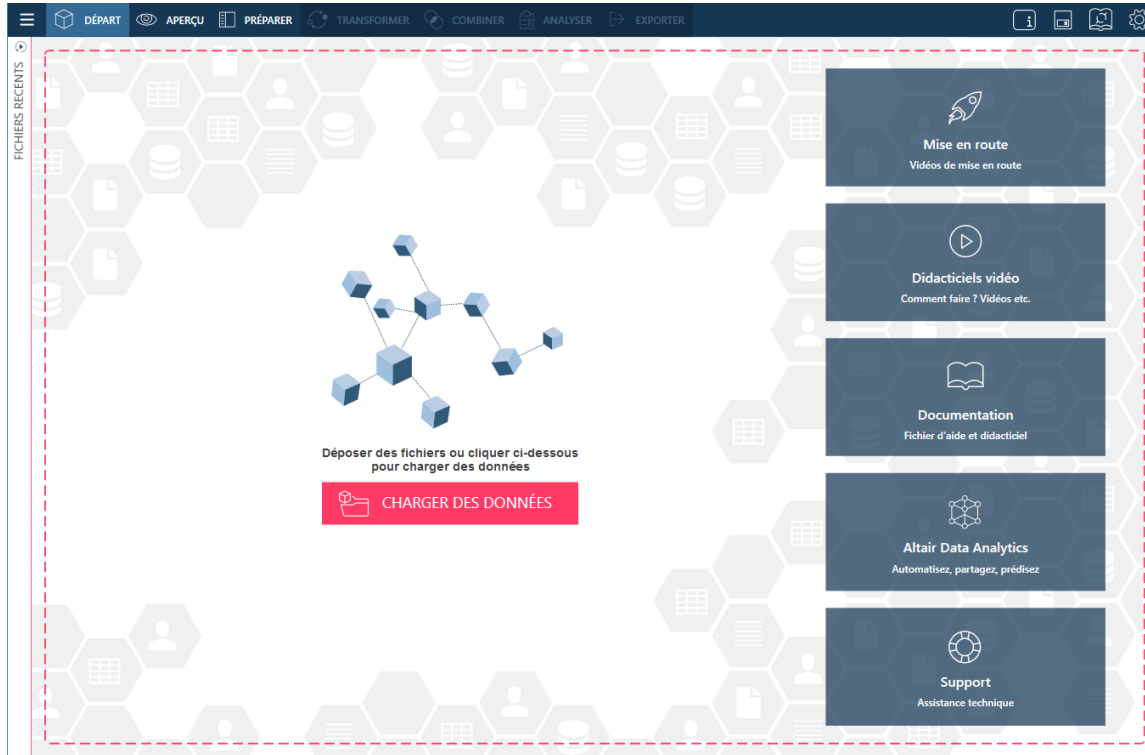 DÉPART
APERÇU
PRÉPARER
TRANSFORMER
COMBINER
ANALYSER
EXPORTER
FICHIERS RECENTS
Mise en route
Vidéos de mise en route
Didacticiels vidéo
Comment faire ? Vidéos etc.
Déposer des fichiers ou cliquer ci-dessous
pour charger des données
CHARGER DES DONNÉES
Documentation
Fichier d'aide et didacticiel
Altair Data Analytics
Automatisez, partagez, prédisez
Support
Assistance technique